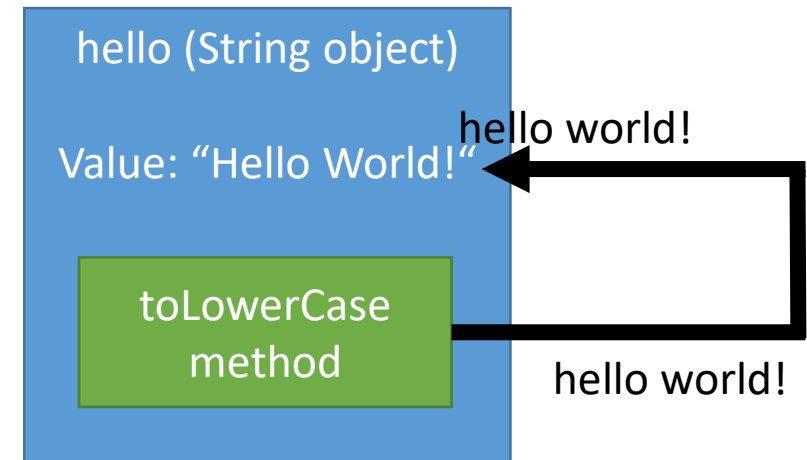 hello (String object)
hello world!
Value: “Hello World!“
toLowerCase
method
hello world!